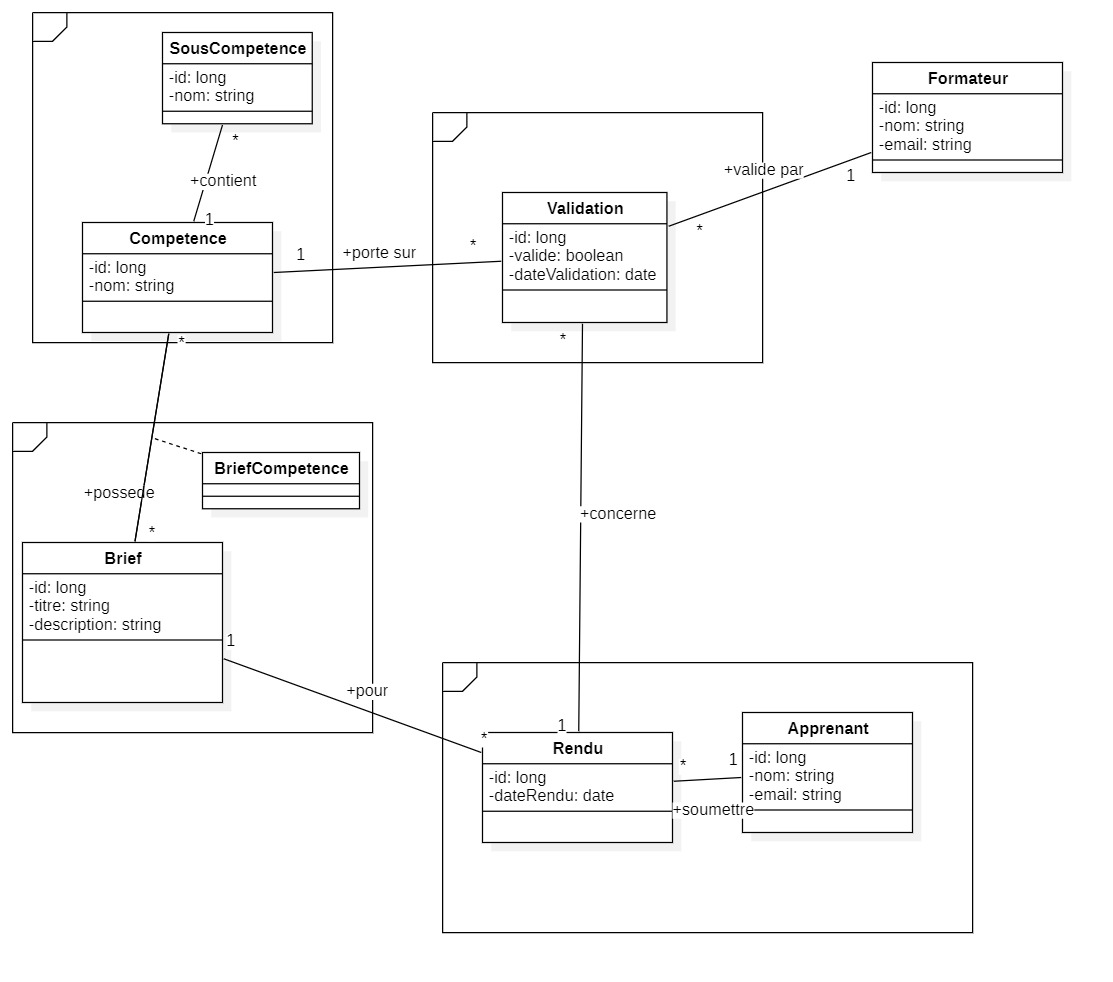 SousCompetence
-id: long
-nom: string
*
+contient
1
Competence
-id: long
-nom: string
*
1
+porte sur
*
Validation
-id: long
-valide: boolean
-dateValidation: date
*
+valide par
1
*
Formateur
-id: long
-nom: string
-email: string
BriefCompetence
+possede
*
Brief
-id: long
-titre: string
-description: string
1
+pour
*
+concerne
1
Rendu
-id: long
-dateRendu: date
*
1
+soumettre
Apprenant
-id: long
-nom: string
-email: string